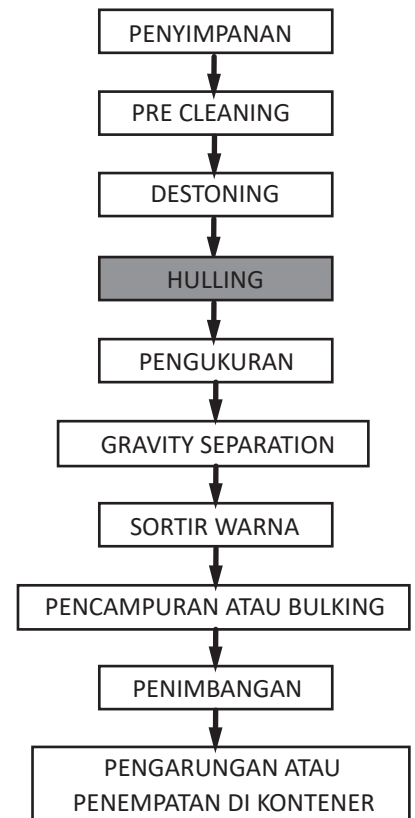 PENYIMPANAN
PRE CLEANING
DESTONING
HULLING
PENGUKURAN
GRAVITY SEPARATION
SORTIR WARNA
PENCAMPURAN ATAU BULKING
PENIMBANGAN
PENGARUNGAN ATAU
PENEMPATAN DI KONTENER